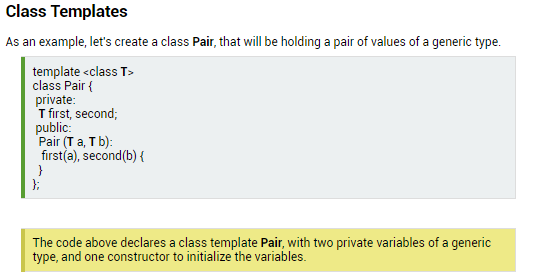 Class Templates
As an example, let's create a class Pair, that will be holding a pair of values of a generic type.
template <class T>
class Pair {
private:
T first, second;
public:
Pair (T a, T b):
first(a), second(b) {
}
};
The code above declares a class template Pair, with two private variables of a generic
type, and one constructor to initialize the variables.